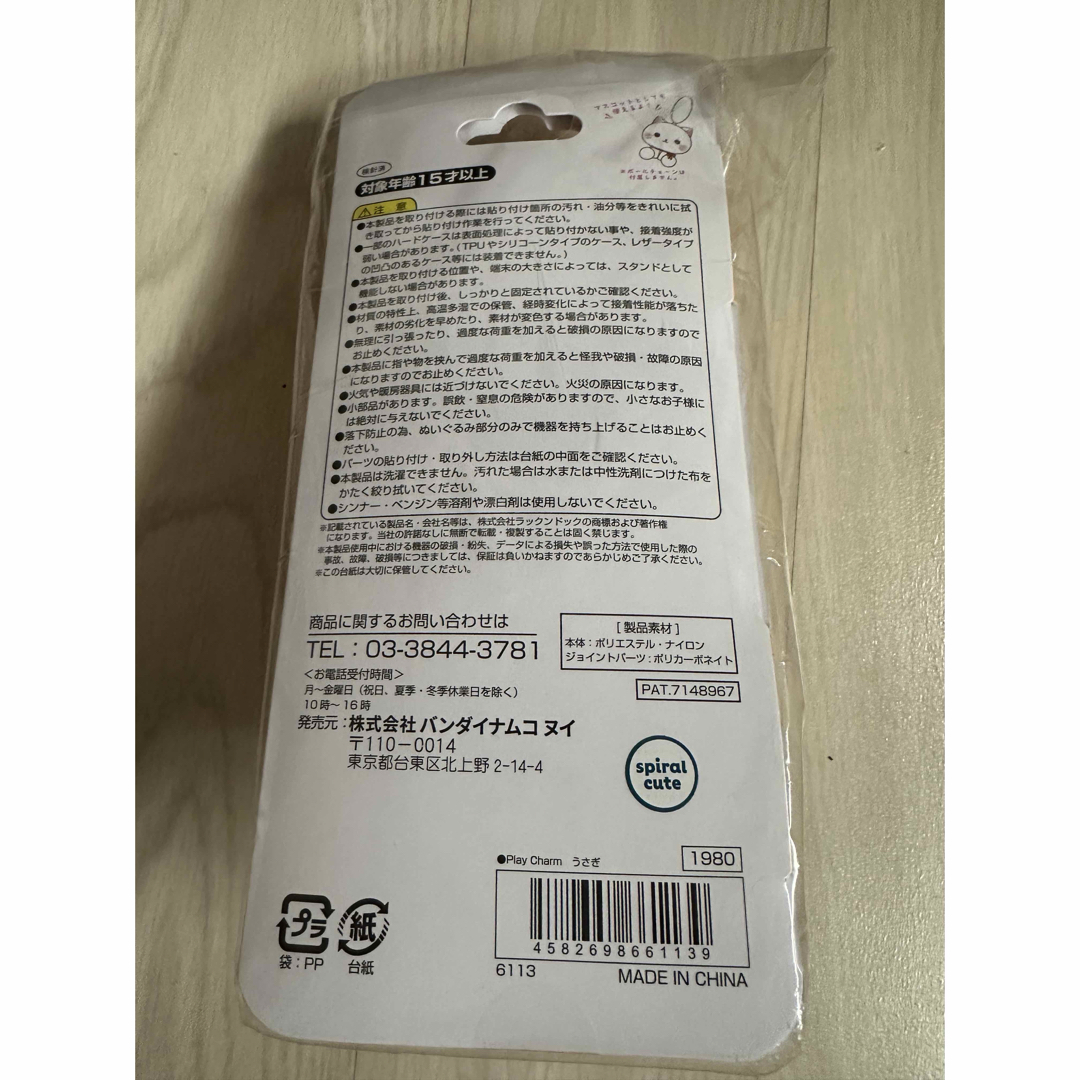 マスコットとしても
使えるよ!
※ボールチェーンは
付属しません。
検針済
対象年齢15才以上
注意
●本製品を取り付ける際には貼り付け箇所の汚れ・油分等をきれいに拭
き取ってから貼り付け作業を行ってください。
●一部のハードケースは表面処理によって貼り付かない事や、接着強度が
弱い場合があります。(TPUやシリコーンタイプのケース、レザータイプ
の凹凸のあるケース等には装着できません。)
●本製品を取り付ける位置や、端末の大きさによっては、スタンドとして
機能しない場合があります。
●本製品を取り付け後、しっかりと固定されているかご確認ください。
●材質の特性上、高温多湿での保管、経時変化によって接着性能が落ちた
り、素材の劣化を早めたり、素材が変色する場合があります。
●無理に引っ張ったり、過度な荷重を加えると破損の原因になりますので
お止めください。
●本製品に指や物を挟んで過度な荷重を加えると怪我や破損・故障の原因
になりますのでお止めください。
●火気や暖房器具には近づけないでください。火災の原因になります。
●小部品があります。誤飲・窒息の危険がありますので、小さなお子様に
は絶対に与えないでください。
●落下防止の為、ぬいぐるみ部分のみで機器を持ち上げることはお止めく
ださい。
●パーツの貼り付け・取り外し方法は台紙の中面をご確認ください。
●本製品は洗濯できません。汚れた場合は水または中性洗剤につけた布を
かたく絞り拭いてください。
●シンナー・ベンジン等溶剤や漂白剤は使用しないでください。
※記載されている製品名・会社名等は、株式会社ラックンドックの商標および著作権
になります。当社の許諾なしに無断で転載・複製することは固く禁じます。
※本製品使用中における機器の破損・紛失、データによる損失や誤った方法で使用した際の
事故、故障、破損等につきましては、保証は負いかねますのであらかじめご了承ください。
※この台紙は大切に保管してください。
商品に関するお問い合わせは
TEL:03-3844-3781
<お電話受付時間>
月～金曜日(祝日、夏季・冬季休業日を除く)
10時～16時
[製品素材]
本体:ポリエステル・ナイロン
ジョイントパーツ:ポリカーボネイト
PAT.7148967
発売元:株式会社バンダイナムコヌイ
〒110-0014
東京都台東区北上野2-14-4
spiral
cute
●Play Charm うさぎ
1980
4582698661139
6113
MADE IN CHINA
プラ
袋:PP
紙
台紙